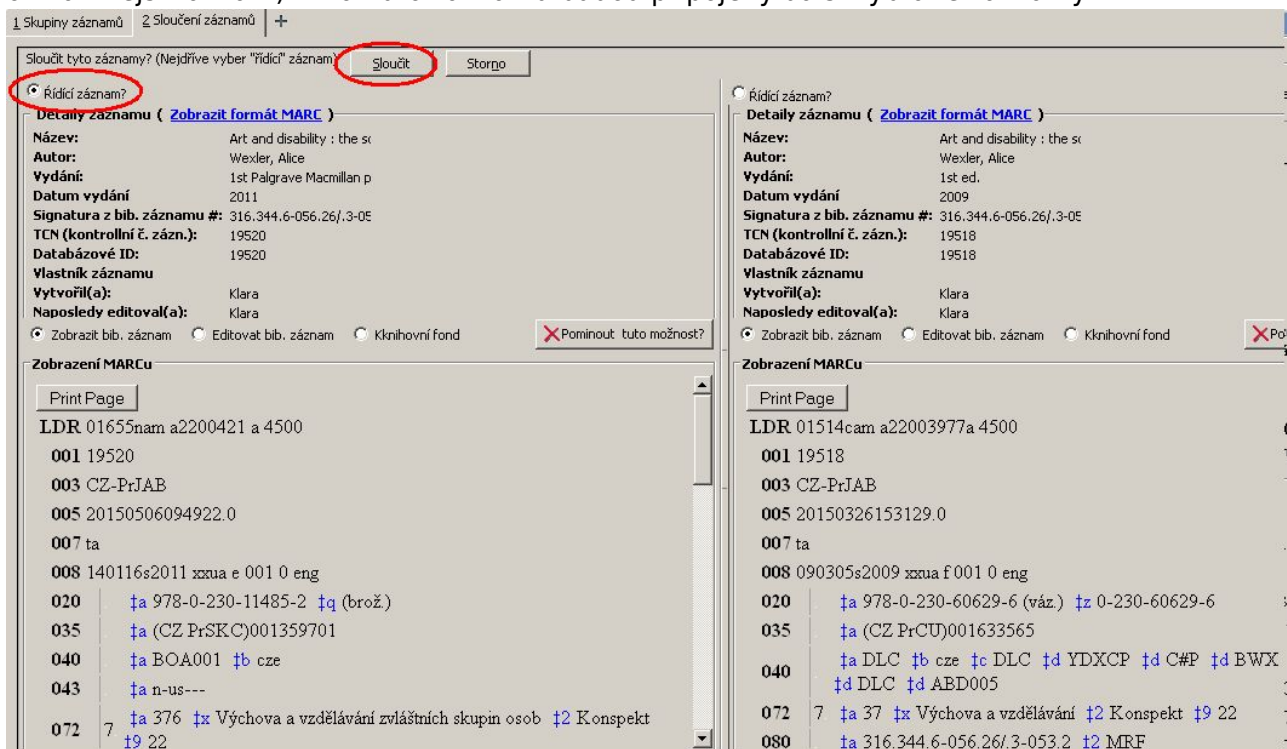 1 Skupiny záznamů 2 Sloučení záznamů +
Sloučit tyto záznamy? (Nejdříve vyber "řídící" záznam) Sloučit Storno
Řídící záznam?
Detaily záznamu ( Zobrazit formát MARC )
Název: Art and disability : the
Autor: Wexler, Alice
Vydání: 1st Palgrave Macmillan p
Datum vydání 2011
Signatura z bib. záznamu #: 316.344.6-056.26/.3-05
TCN (kontrollní č. zázn.): 19520
Databázové ID: 19520
Vlastník záznamu
Vytvořil(a): Klara
Naposledy editoval(a): Klara
Zobrazit bib. záznam Editovat bib. záznam Kknihovní fond Pominout tuto možnost?
Zobrazení MARCu
Print Page
LDR 01655nam a2200421 a 4500
001 19520
003 CZ-PrJAB
005 20150506094922.0
007 ta
008 140116s2011 xxua e 001 0 eng
020 ‡a 978-0-230-11485-2 ‡q (brož.)
035 ‡a (CZ PrSKC)001359701
040 ‡a BOA001 ‡b cze
043 ‡a n-us---
072 7 ‡a 376 ‡x Výchova a vzdělávání zvláštních skupin osob ‡2 Konspekt
‡9 22
Řídící záznam?
Detaily záznamu ( Zobrazit formát MARC )
Název: Art and disability : the
Autor: Wexler, Alice
Vydání: 1st ed.
Datum vydání 2009
Signatura z bib. záznamu #: 316.344.6-056.26/.3-05
TCN (kontrollní č. zázn.): 19518
Databázové ID: 19518
Vlastník záznamu
Vytvořil(a): Klara
Naposledy editoval(a): Klara
Zobrazit bib. záznam Editovat bib. záznam Kknihovní fond
Zobrazení MARCu
Print Page
LDR 01514cam a22003977a 4500
001 19518
003 CZ-PrJAB
005 20150326153129.0
007 ta
008 090305s2009 xxua f 001 0 eng
020 ‡a 978-0-230-60629-6 (váz.) ‡z 0-230-60629-6
035 ‡a (CZ PrCU)001633565
040 ‡a DLC ‡b cze ‡c DLC ‡d YDXCP ‡d C#P ‡d BWX
‡d DLC ‡d ABD005
072 7 ‡a 37 ‡x Výchova a vzdělávání ‡2 Konspekt ‡9 22
080 ‡a 316.344.6-056.26/.3-053.2 ‡2 MRF